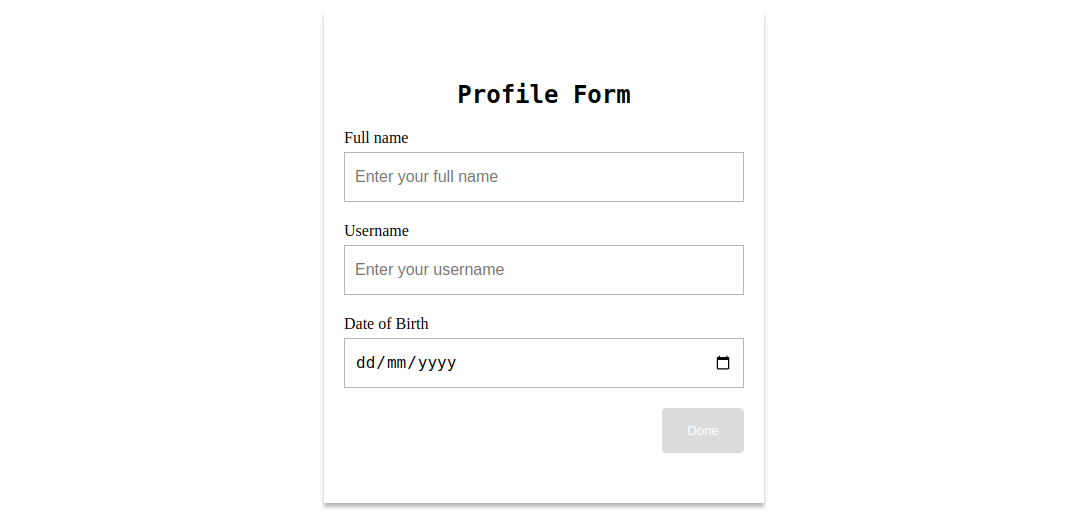 Profile Form
Full name
Enter your full name
Username
Enter your username
Date of Birth
dd/mm/yyyy
Done